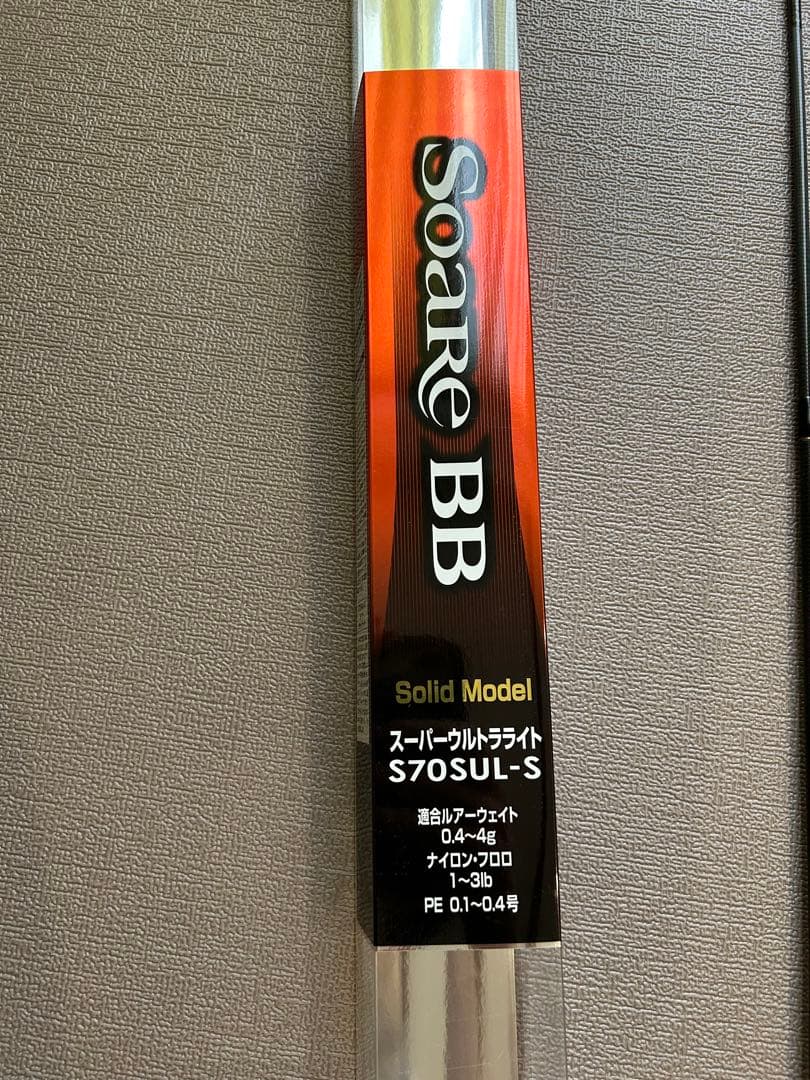 Soare BB
Solid Model
スーパーウルトラライト
S70SUL-S
適合ルアーウェイト
0.4～4g
ナイロン・フロロ
1～3lb
PE 0.1～0.4号